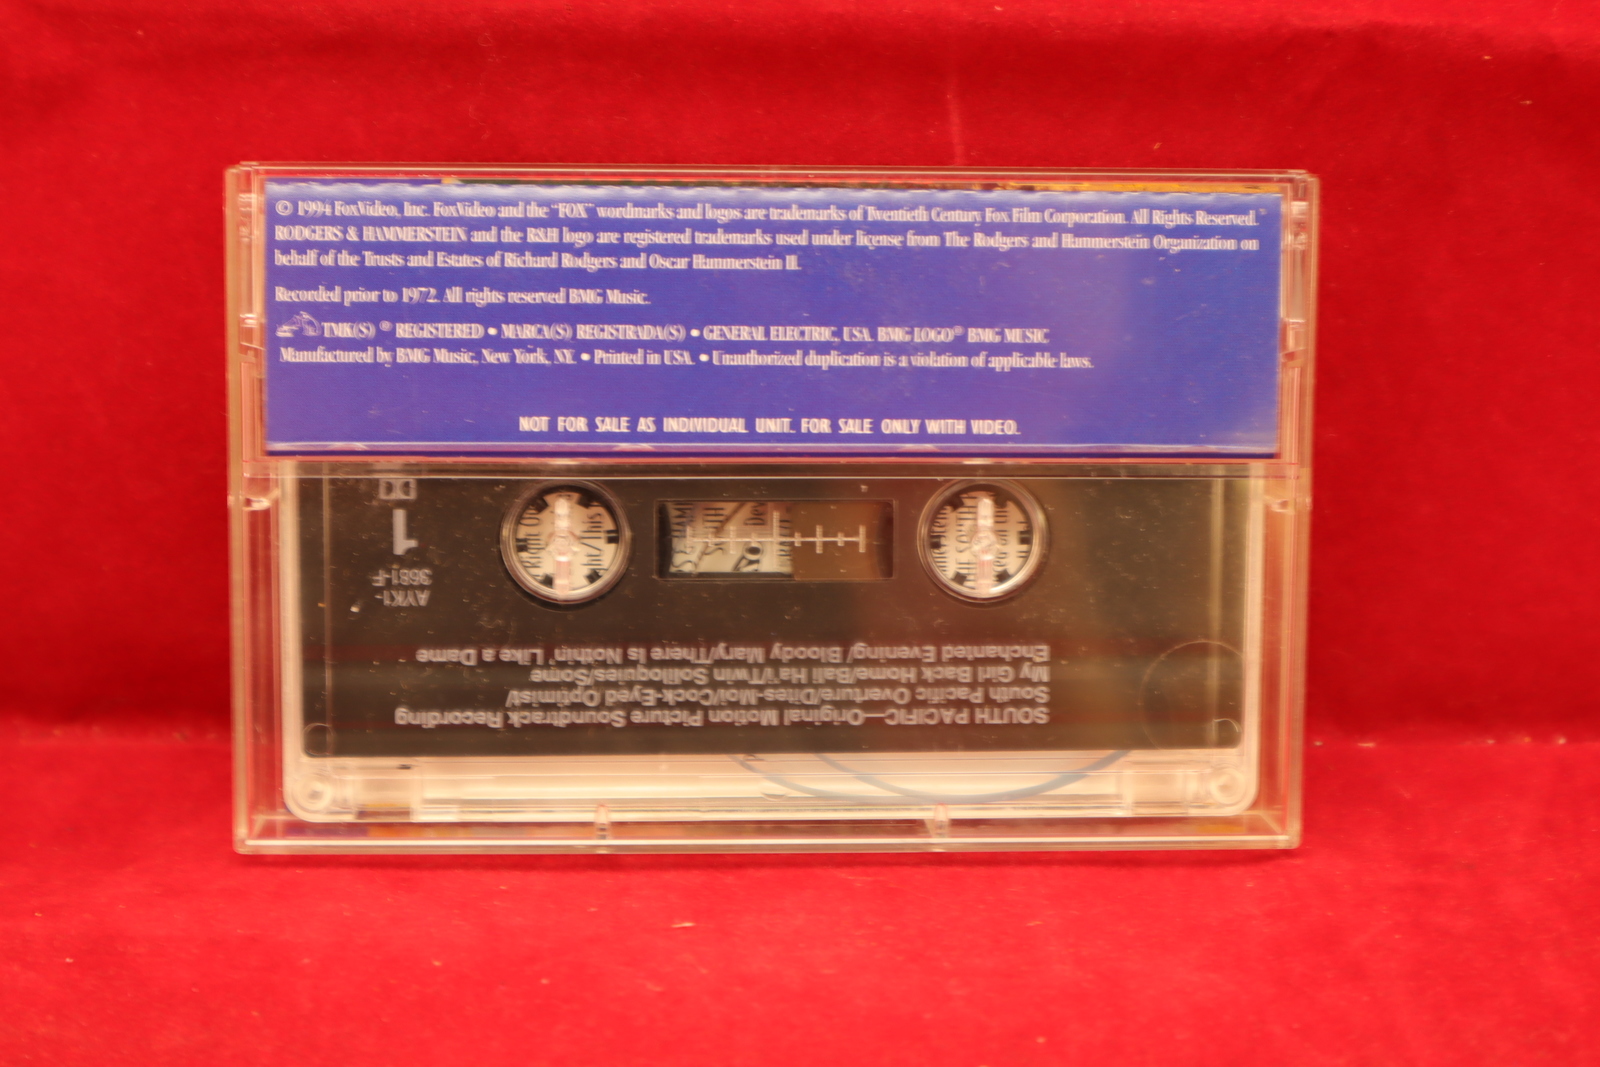 © 1994 FoxVideo, Inc. FoxVideo and the "FOX" wordmarks and logos are trademarks of Twentieth Century Fox Film Corporation. All Rights Reserved.
RODGERS & HAMMERSTEIN and the R&H logo are registered trademarks used under license from The Rodgers and Hammerstein Organization on
behalf of the Trusts and Estates of Richard Rodgers and Oscar Hammerstein II.
Recorded prior to 1972. All rights reserved BMG Music.
TMK(S) ® REGISTERED • MARCA(S) REGISTRADA(S) • GENERAL ELECTRIC, USA. BMG LOGO® BMG MUSIC
Manufactured by BMG Music, New York, NY. • Printed in USA. • Unauthorized duplication is a violation of applicable laws.
NOT FOR SALE AS INDIVIDUAL UNIT. FOR SALE ONLY WITH VIDEO.
SOUTH PACIFIC—Original Motion Picture Soundtrack Recording
South Pacific Overture/Dites-Moi/Cock-Eyed Optimist/
My Girl Back Home/Bali Ha'i/Twin Soliloquies/Some
Enchanted Evening/Bloody Mary/There Is Nothin' Like a Dame
AYK1-
3681-F
1